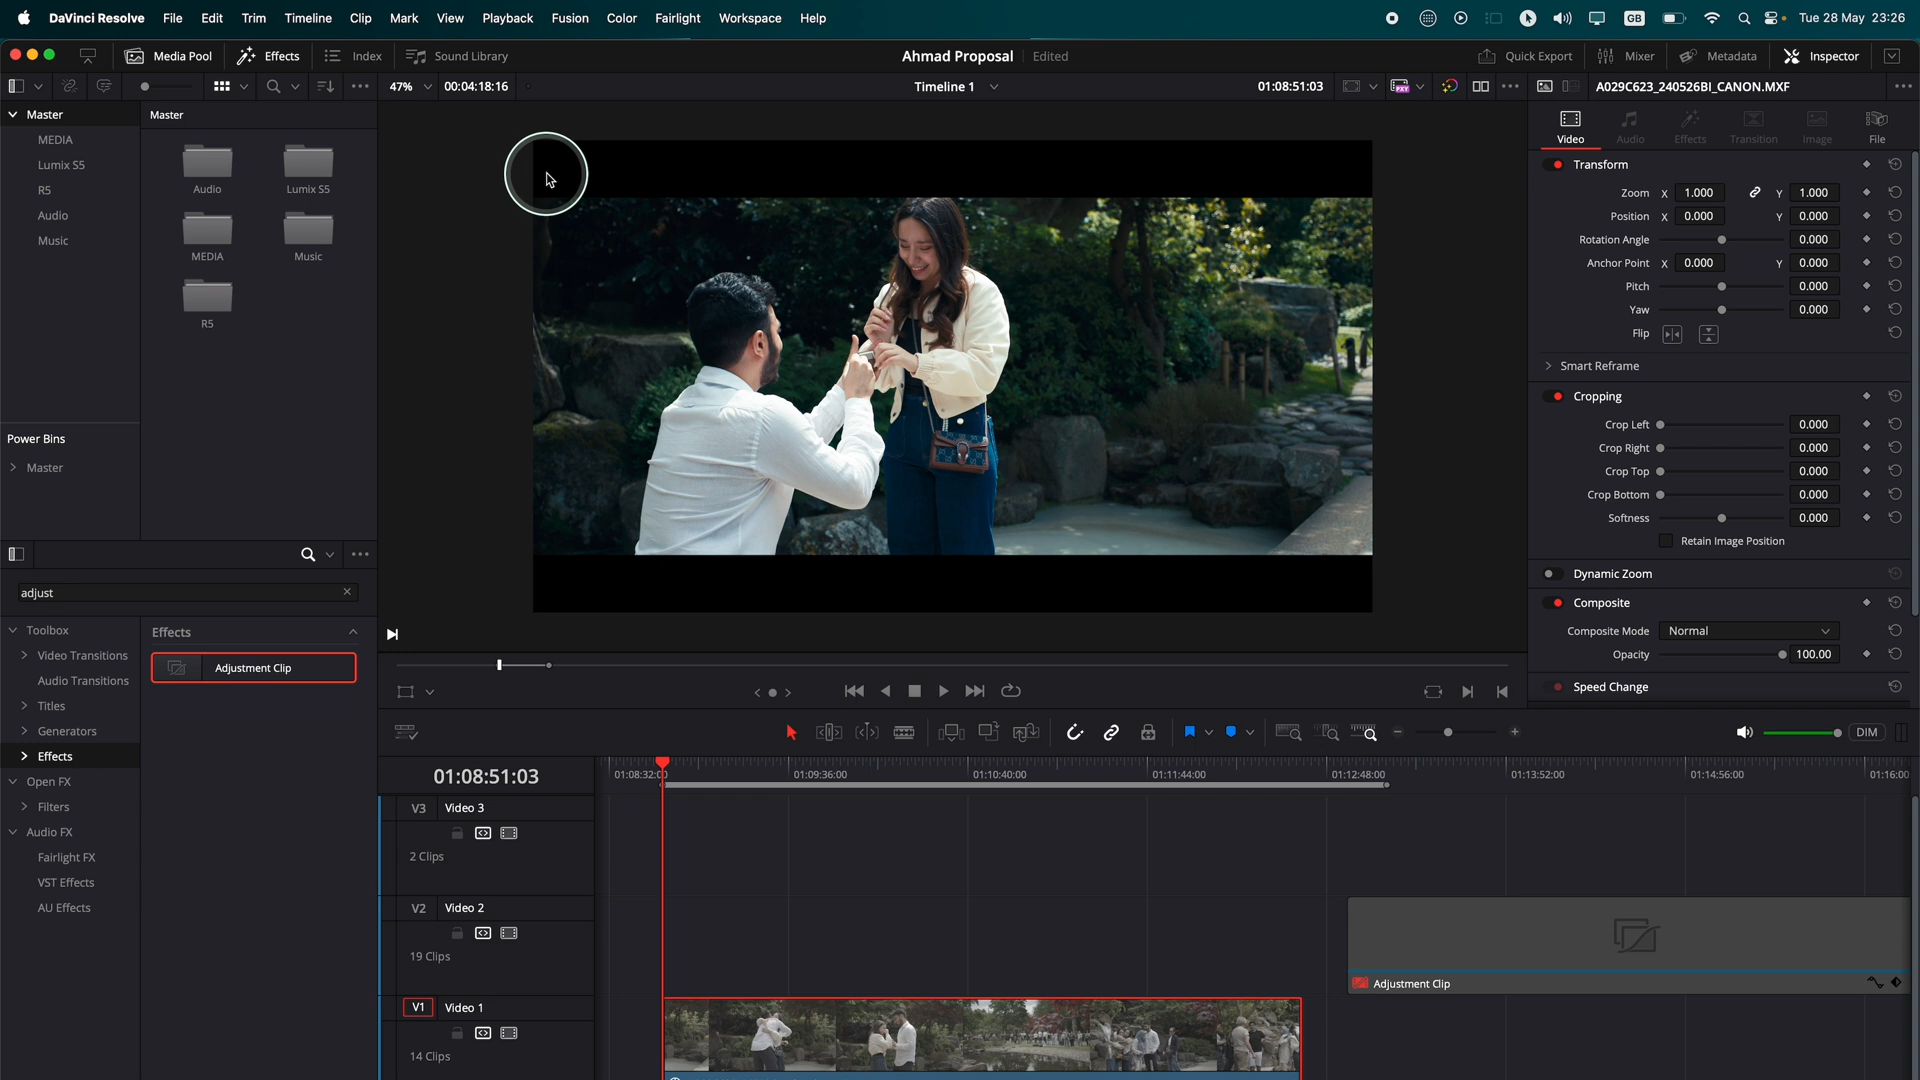 DaVinci Resolve File Edit Trim Timeline Clip Mark View Playback Fusion Color Fairlight Workspace Help GB Tue 28 May 23:26
Media Pool Effects Index Sound Library Ahmad Proposal Edited Quick Export Mixer Metadata Inspector
47% 00:04:18:16 Timeline 1 01:08:51:03 PXY A029C623_240526BI_CANON.MXF
Master
MEDIA
Lumix S5
R5
Audio
Music
Power Bins
Master
Master
Audio Lumix S5
MEDIA Music
R5
Video Audio Effects Transition Image File
Transform
Zoom X 1.000 Y 1.000
Position X 0.000 Y 0.000
Rotation Angle 0.000
Anchor Point X 0.000 Y 0.000
Pitch 0.000
Yaw 0.000
Flip
Smart Reframe
Cropping
Crop Left 0.000
Crop Right 0.000
Crop Top 0.000
Crop Bottom 0.000
Softness 0.000
Retain Image Position
Dynamic Zoom
Composite
Composite Mode Normal
Opacity 100.00
Speed Change
adjust
Toolbox
Video Transitions
Audio Transitions
Titles
Generators
Effects
Open FX
Filters
Audio FX
Fairlight FX
VST Effects
AU Effects
Effects
Adjustment Clip
DIM
01:08:51:03
01:08:32:0 01:09:36:00 01:10:40:00 01:11:44:00 01:12:48:00 01:13:52:00 01:14:56:00 01:16:00
V3 Video 3
2 Clips
V2 Video 2
19 Clips
Adjustment Clip
V1 Video 1
14 Clips